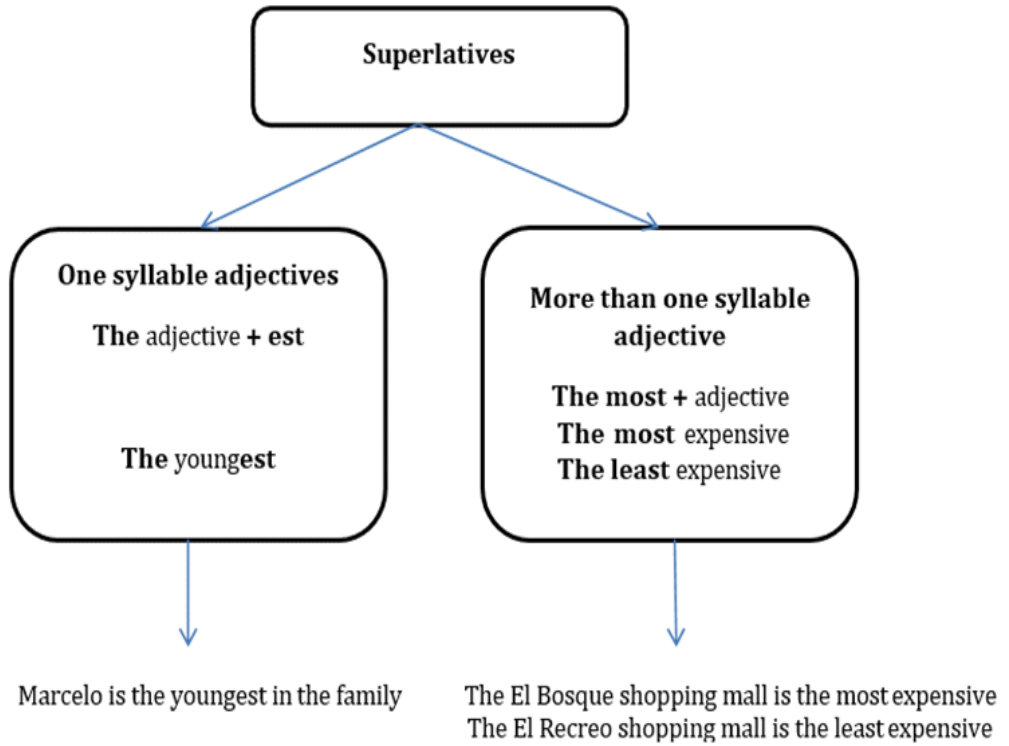 Superlatives
One syllable adjectives
The adjective + est
The youngest
Marcelo is the youngest in the family
More than one syllable
adjective
The most + adjective
The most expensive
The least expensive
The El Bosque shopping mall is the most expensive
The El Recreo shopping mall is the least expensive